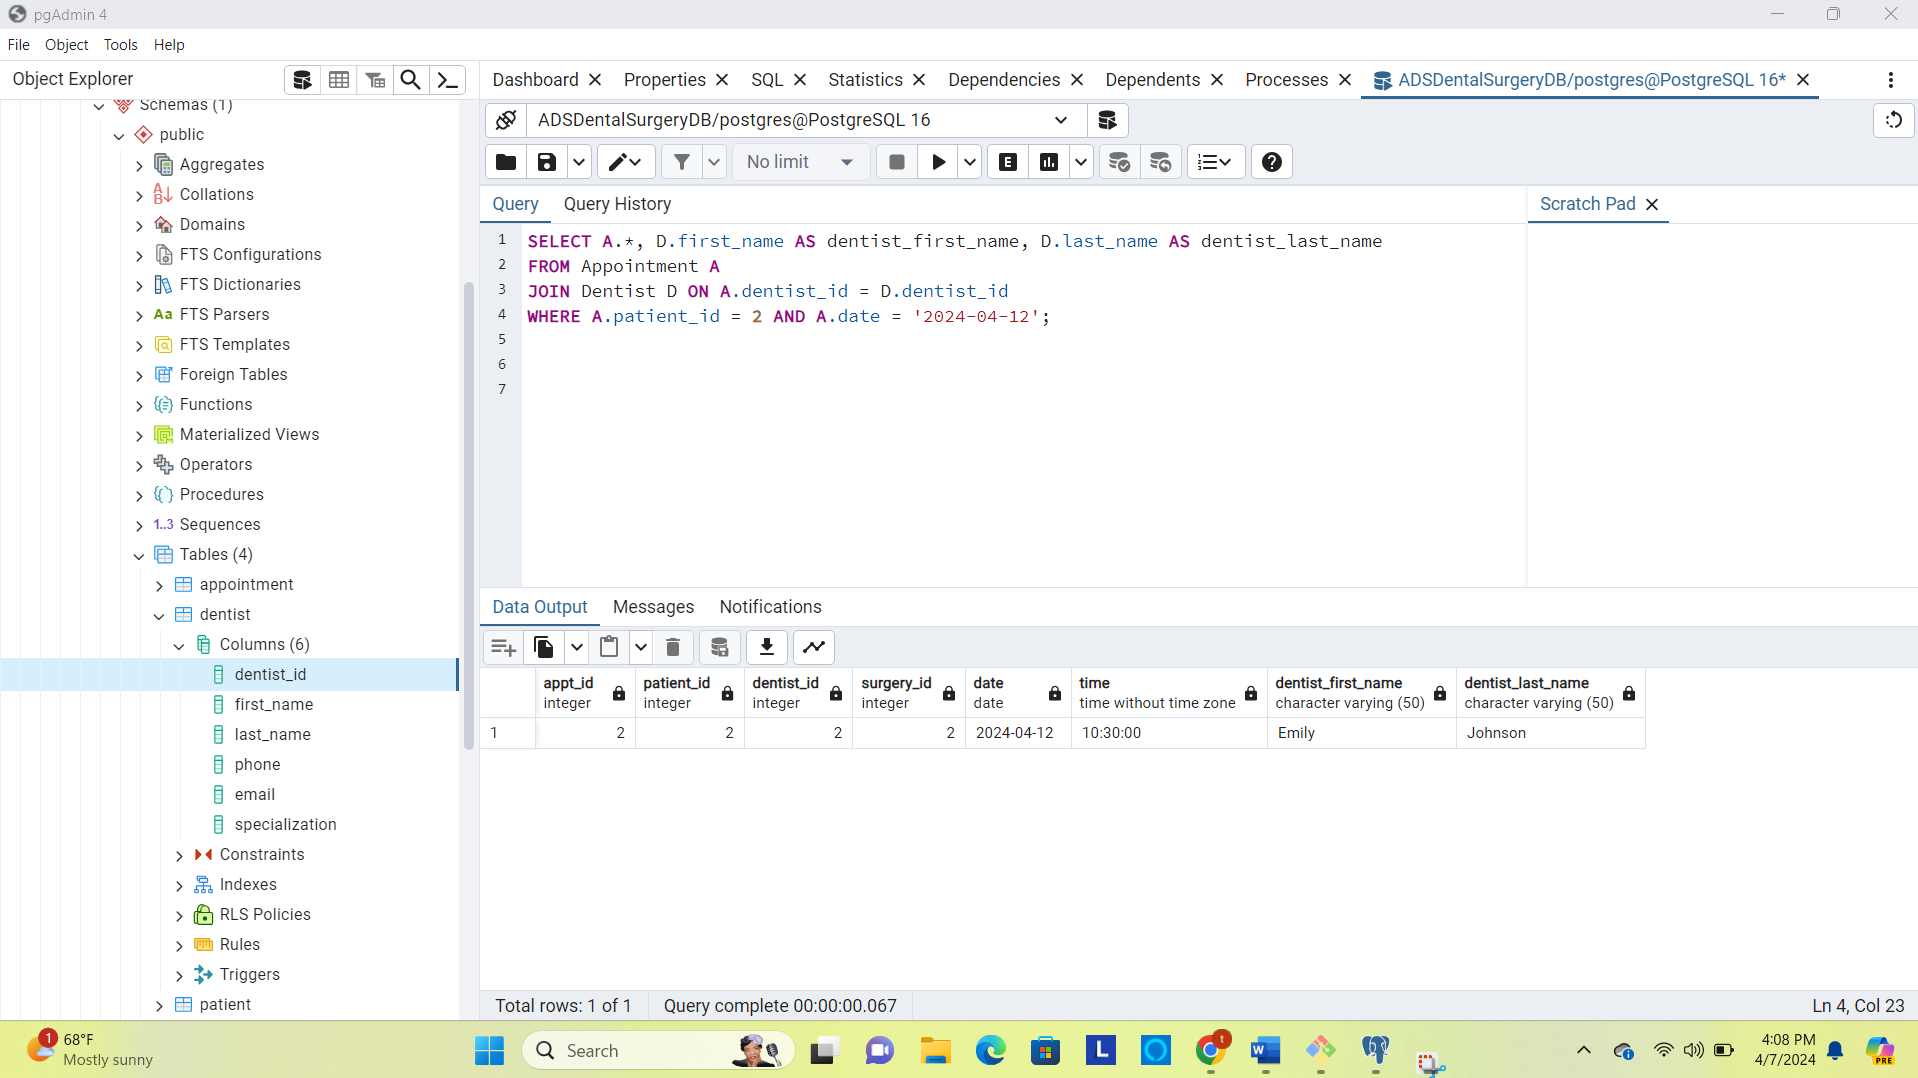 pgAdmin 4
File Object Tools Help
Object Explorer
Dashboard Properties SQL Statistics Dependencies Dependents Processes ADSDentalSurgeryDB/postgres@PostgreSQL 16*
ADSDentalSurgeryDB/postgres@PostgreSQL 16
No limit
E
Query Query History
Scratch Pad
1 SELECT A.*, D.first_name AS dentist_first_name, D.last_name AS dentist_last_name
2 FROM Appointment A
3 JOIN Dentist D ON A.dentist_id = D.dentist_id
4 WHERE A.patient_id = 2 AND A.date = '2024-04-12';
5
6
7
Schemas (1)
public
Aggregates
Collations
Domains
FTS Configurations
FTS Dictionaries
Aa FTS Parsers
FTS Templates
Foreign Tables
Functions
Materialized Views
Operators
Procedures
1..3 Sequences
Tables (4)
appointment
dentist
Columns (6)
dentist_id
first_name
last_name
phone
email
specialization
Constraints
Indexes
RLS Policies
Rules
Triggers
patient
Data Output Messages Notifications
appt_id patient_id dentist_id surgery_id date time dentist_first_name dentist_last_name
integer integer integer integer date time without time zone character varying (50) character varying (50)
1 2 2 2 2 2024-04-12 10:30:00 Emily Johnson
Total rows: 1 of 1 Query complete 00:00:00.067 Ln 4, Col 23
1 68°F
Mostly sunny
Search
L
t
W
4:08 PM
4/7/2024
PRE